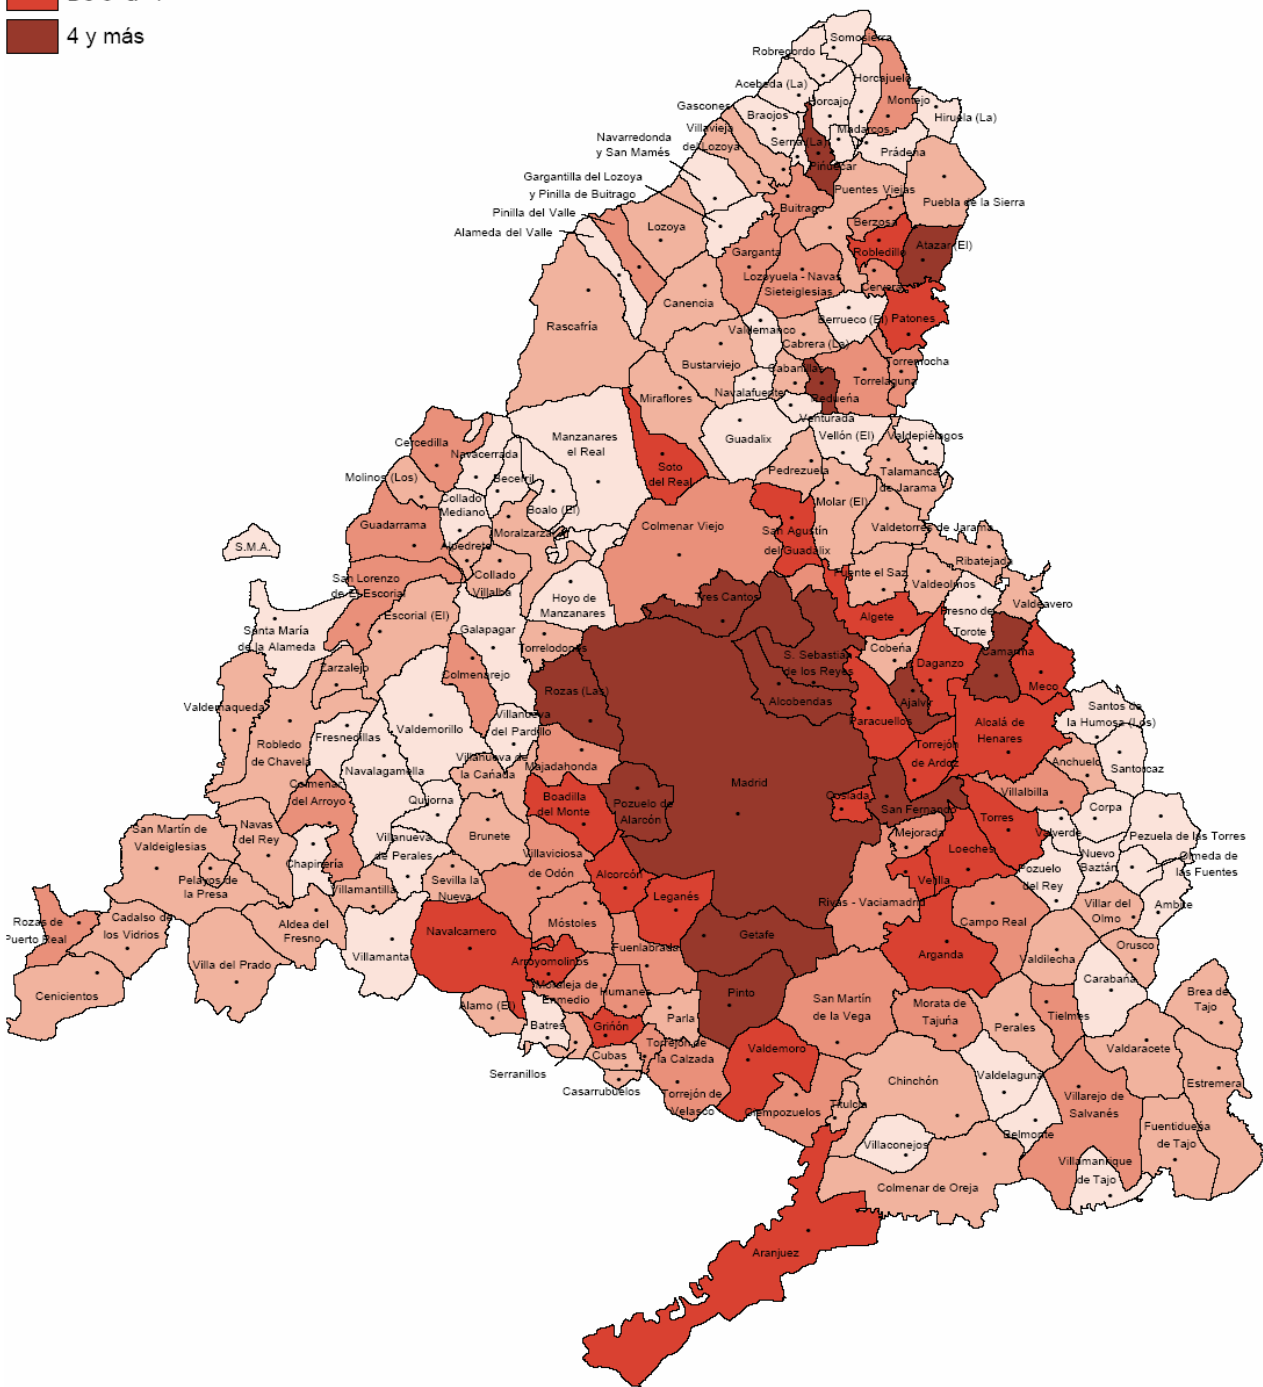 4 y más
Somosierra
Robregordo
Acebeda (La)
Horcajuelo
Horcajo
Montejo
Gascones
Braojos
Hiruela (La)
Villavieja
del Lozoya
Madarcos
Navarredonda
y San Mamés
Serna (La)
Prádena
Piñuécar
Gargantilla del Lozoya
y Pinilla de Buitrago
Puentes Viejas
Puebla de la Sierra
Pinilla del Valle
Buitrago
Berzosa
Alameda del Valle
Lozoya
Garganta
Robledillo
Atazar (El)
Lozoyuela - Navas
Sieteiglesias
Cervera
Canencia
Rascafría
Valdemanco
Berrueco (El)
Patones
Cabrera (La)
Bustarviejo
Cabanillas
Torremocha
Torrelaguna
Navalafuente
Redueña
Miraflores
Venturada
Guadalix
Vellón (El)
Valdepiélagos
Manzanares
el Real
Cercedilla
Navacerrada
Soto
del Real
Pedrezuela
Talamanca
de Jarama
Molinos (Los)
Becerril
Collado
Mediano
Boalo (El)
Molar (El)
Guadarrama
Colmenar Viejo
San Agustín
del Guadalix
Valdetorres de Jarama
Moralzarzal
S.M.A.
Alpedrete
Ribatejada
Collado
Villalba
San Lorenzo
de El Escorial
Fuente el Saz
Valdeolmos
Hoyo de
Manzanares
Tres Cantos
Valdeavero
Fresno de
Torote
Escorial (El)
Algete
Santa María
de la Alameda
Galapagar
Torrelodones
Cobeña
Camarma
S. Sebastián
de los Reyes
Daganzo
Zarzalejo
Colmenarejo
Meco
Rozas (Las)
Alcobendas
Ajalvir
Valdemaqueda
Villanueva
del Pardillo
Paracuellos
Santos de
la Humosa (Los)
Valdemorillo
Alcalá de
Henares
Fresnedillas
Robledo
de Chavela
Torrejón
de Ardoz
Villanueva de
la Cañada
Majadahonda
Anchuelo
Santorcaz
Navalagamella
Madrid
Colmenar
del Arroyo
Villalbilla
Quijorna
Boadilla
del Monte
Pozuelo de
Alarcón
Coslada
San Fernando
Corpa
Torres
San Martín de
Valdeiglesias
Navas
del Rey
Brunete
Mejorada
Valverde
Pezuela de las Torres
Villanueva
de Perales
Loeches
Chapinería
Villaviciosa
de Odón
Nuevo
Baztán
Olmeda de
las Fuentes
Pozuelo
del Rey
Pelayos de
la Presa
Villamantilla
Sevilla la
Nueva
Alcorcón
Velilla
Leganés
Rivas - Vaciamadrid
Villar del
Olmo
Ambite
Rozas de
Puerto Real
Cadalso de
los Vidrios
Aldea del
Fresno
Móstoles
Campo Real
Navalcarnero
Getafe
Orusco
Fuenlabrada
Villamanta
Arganda
Valdilecha
Villa del Prado
Arroyomolinos
Carabaña
Cenicientos
Moraleja de
Enmedio
Humanes
Pinto
San Martín
de la Vega
Brea de
Tajo
Alamo (El)
Morata de
Tajuña
Perales
Tielmes
Batres
Griñón
Parla
Valdaracete
Cubas
Torrejón de
la Calzada
Valdemoro
Serranillos
Casarrubuelos
Valdelaguna
Estremera
Chinchón
Torrejón de
Velasco
Villarejo de
Salvanés
Ciempozuelos
Titulcia
Fuentidueña
de Tajo
Belmonte
Villaconejos
Villamanrique
de Tajo
Colmenar de Oreja
Aranjuez